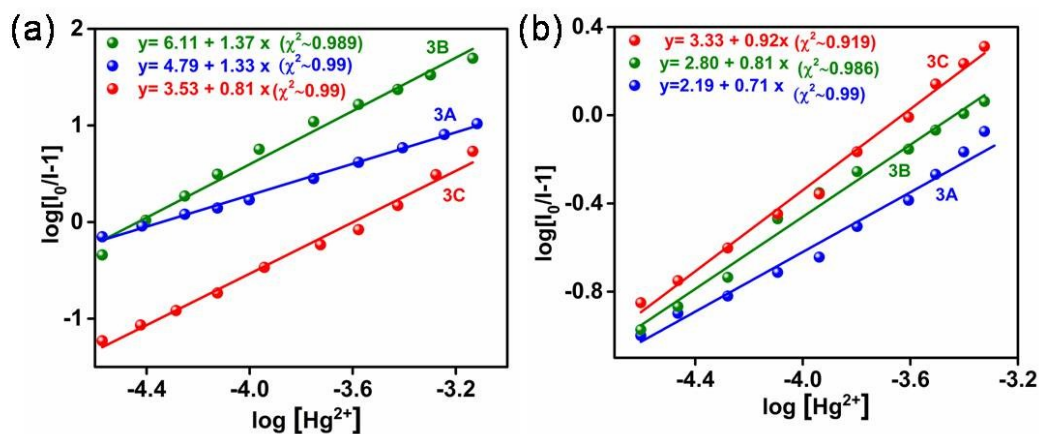 (a)
y= 6.11 + 1.37 x (χ²~0.989)
y= 4.79 + 1.33 x (χ²~0.99)
y= 3.53 + 0.81 x (χ²~0.99)
3B
3A
3C
2
1
0
-1
log[I₀/I-1]
-4.4 -4.0 -3.6 -3.2
log [Hg²⁺]
(b)
y = 3.33 + 0.92x (χ²~0.919)
y = 2.80 + 0.81 x (χ²~0.986)
y=2.19 + 0.71 x (χ²~0.99)
3C
3B
3A
0.4
0.0
-0.4
-0.8
log[I₀/I-1]
-4.4 -4.0 -3.6 -3.2
log [Hg²⁺]